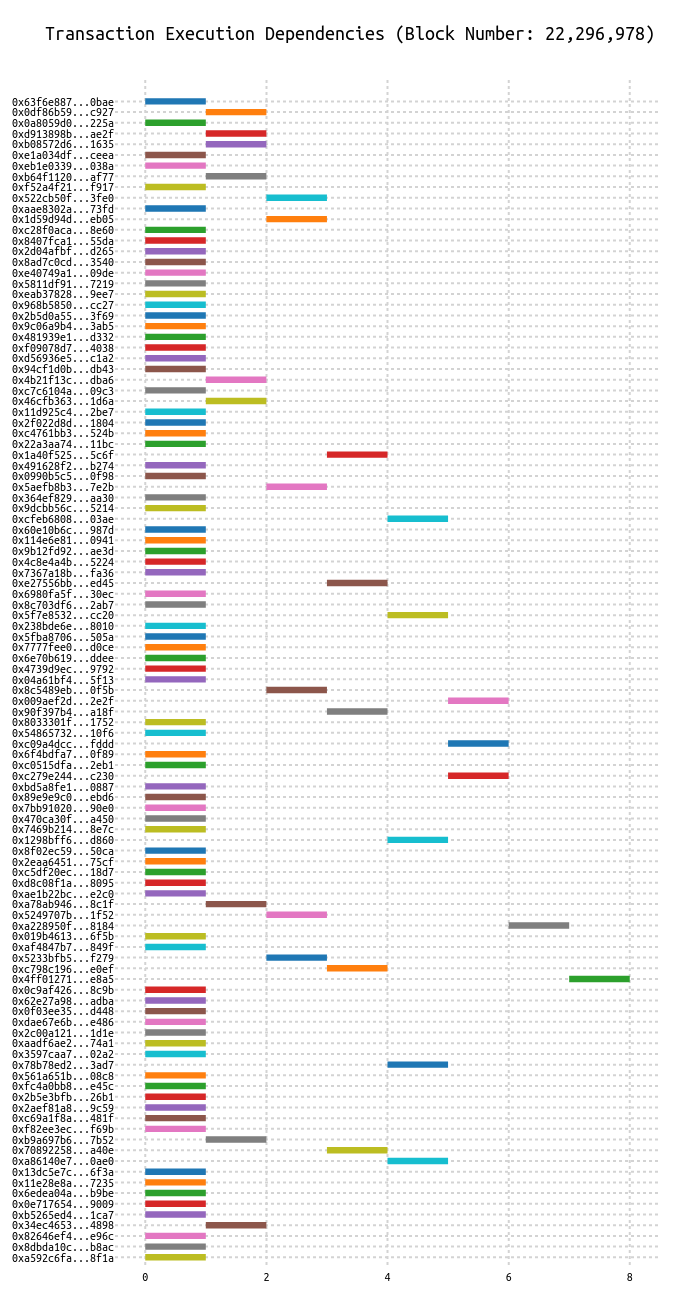 Transaction Execution Dependencies (Block Number: 22,296,978)
0x63f6e887...0bae
0x0df86b59...c927
0x0a8059d0...225a
0xd913898b...ae2f
0xb08572d6...1635
0xe1a034df...ceea
0xeb1e0339...038a
0xb64f1120...af77
0xf52a4f21...f917
0x522cb50f...3fe0
0xaae8302a...73fd
0x1d59d94d...eb05
0xc28f0aca...8e60
0x8407fca1...55da
0x2d04afbf...d265
0x8ad7c0cd...3540
0xe40749a1...09de
0x5811df91...7219
0xeab37828...9ee7
0x968b5850...cc27
0x2b5d0a55...3f69
0x9c06a9b4...3ab5
0x481939e1...d332
0xf09078d7...4038
0xd56936e5...c1a2
0x94cf1d0b...db43
0x4b21f13c...dba6
0xc7c6104a...09c3
0x46cfb363...1d6a
0x11d925c4...2be7
0x2f022d8d...1804
0xc4761bb3...524b
0x22a3aa74...11bc
0x1a40f525...5c6f
0x491628f2...b274
0x0990b5c5...0f98
0x5aefb8b3...7e2b
0x364ef829...aa30
0x9dcbb56c...5214
0xcfeb6808...03ae
0x60e10b6c...987d
0x114e6e81...0941
0x9b12fd92...ae3d
0x4c8e4a4b...5224
0x7367a18b...fa36
0xe27556bb...ed45
0x6980fa5f...30ec
0x8c703df6...2ab7
0x5f7e8532...cc20
0x238bde6e...8010
0x5fba8706...505a
0x7777fee0...d0ce
0x6e70b619...ddee
0x4739d9ec...9792
0x04a61bf4...5f13
0x8c5489eb...0f5b
0x009aef2d...2e2f
0x90f397b4...a18f
0x8033301f...1752
0x54865732...10f6
0xc09a4dcc...fddd
0x6f4bdfa7...0f89
0xc0515dfa...2eb1
0xc279e244...c230
0xbd5a8fe1...0887
0x89e9e9c0...ebd6
0x7bb91020...90e0
0x470ca30f...a450
0x7469b214...8e7c
0x1298bff6...d860
0x8f02ec59...50ca
0x2eaa6451...75cf
0xc5df20ec...18d7
0xd8c08f1a...8095
0xae1b22bc...e2c0
0xa78ab946...8c1f
0x5249707b...1f52
0xa228950f...8184
0x019b4613...6f5b
0xaf4847b7...849f
0x5233bfb5...f279
0xc798c196...e0ef
0x4ff01271...e8a5
0x0c9af426...8c9b
0x62e27a98...adba
0x0f03ee35...d448
0xdae67e6b...e486
0x2c00a121...1d1e
0xaadf6ae2...74a1
0x3597caa7...02a2
0x78b78ed2...3ad7
0x561a651b...08c8
0xfc4a0bb8...e45c
0x2b5e3bfb...26b1
0x2aef81a8...9c59
0xc69a1f8a...481f
0xf82ee3ec...f69b
0xb9a697b6...7b52
0x70892258...a40e
0xa86140e7...0ae0
0x13dc5e7c...6f3a
0x11e28e8a...7235
0x6edea04a...b9be
0x0e717654...9009
0xb5265ed4...1ca7
0x34ec4653...4898
0x82646ef4...e96c
0x8dbda10c...b8ac
0xa592c6fa...8f1a
0 2 4 6 8